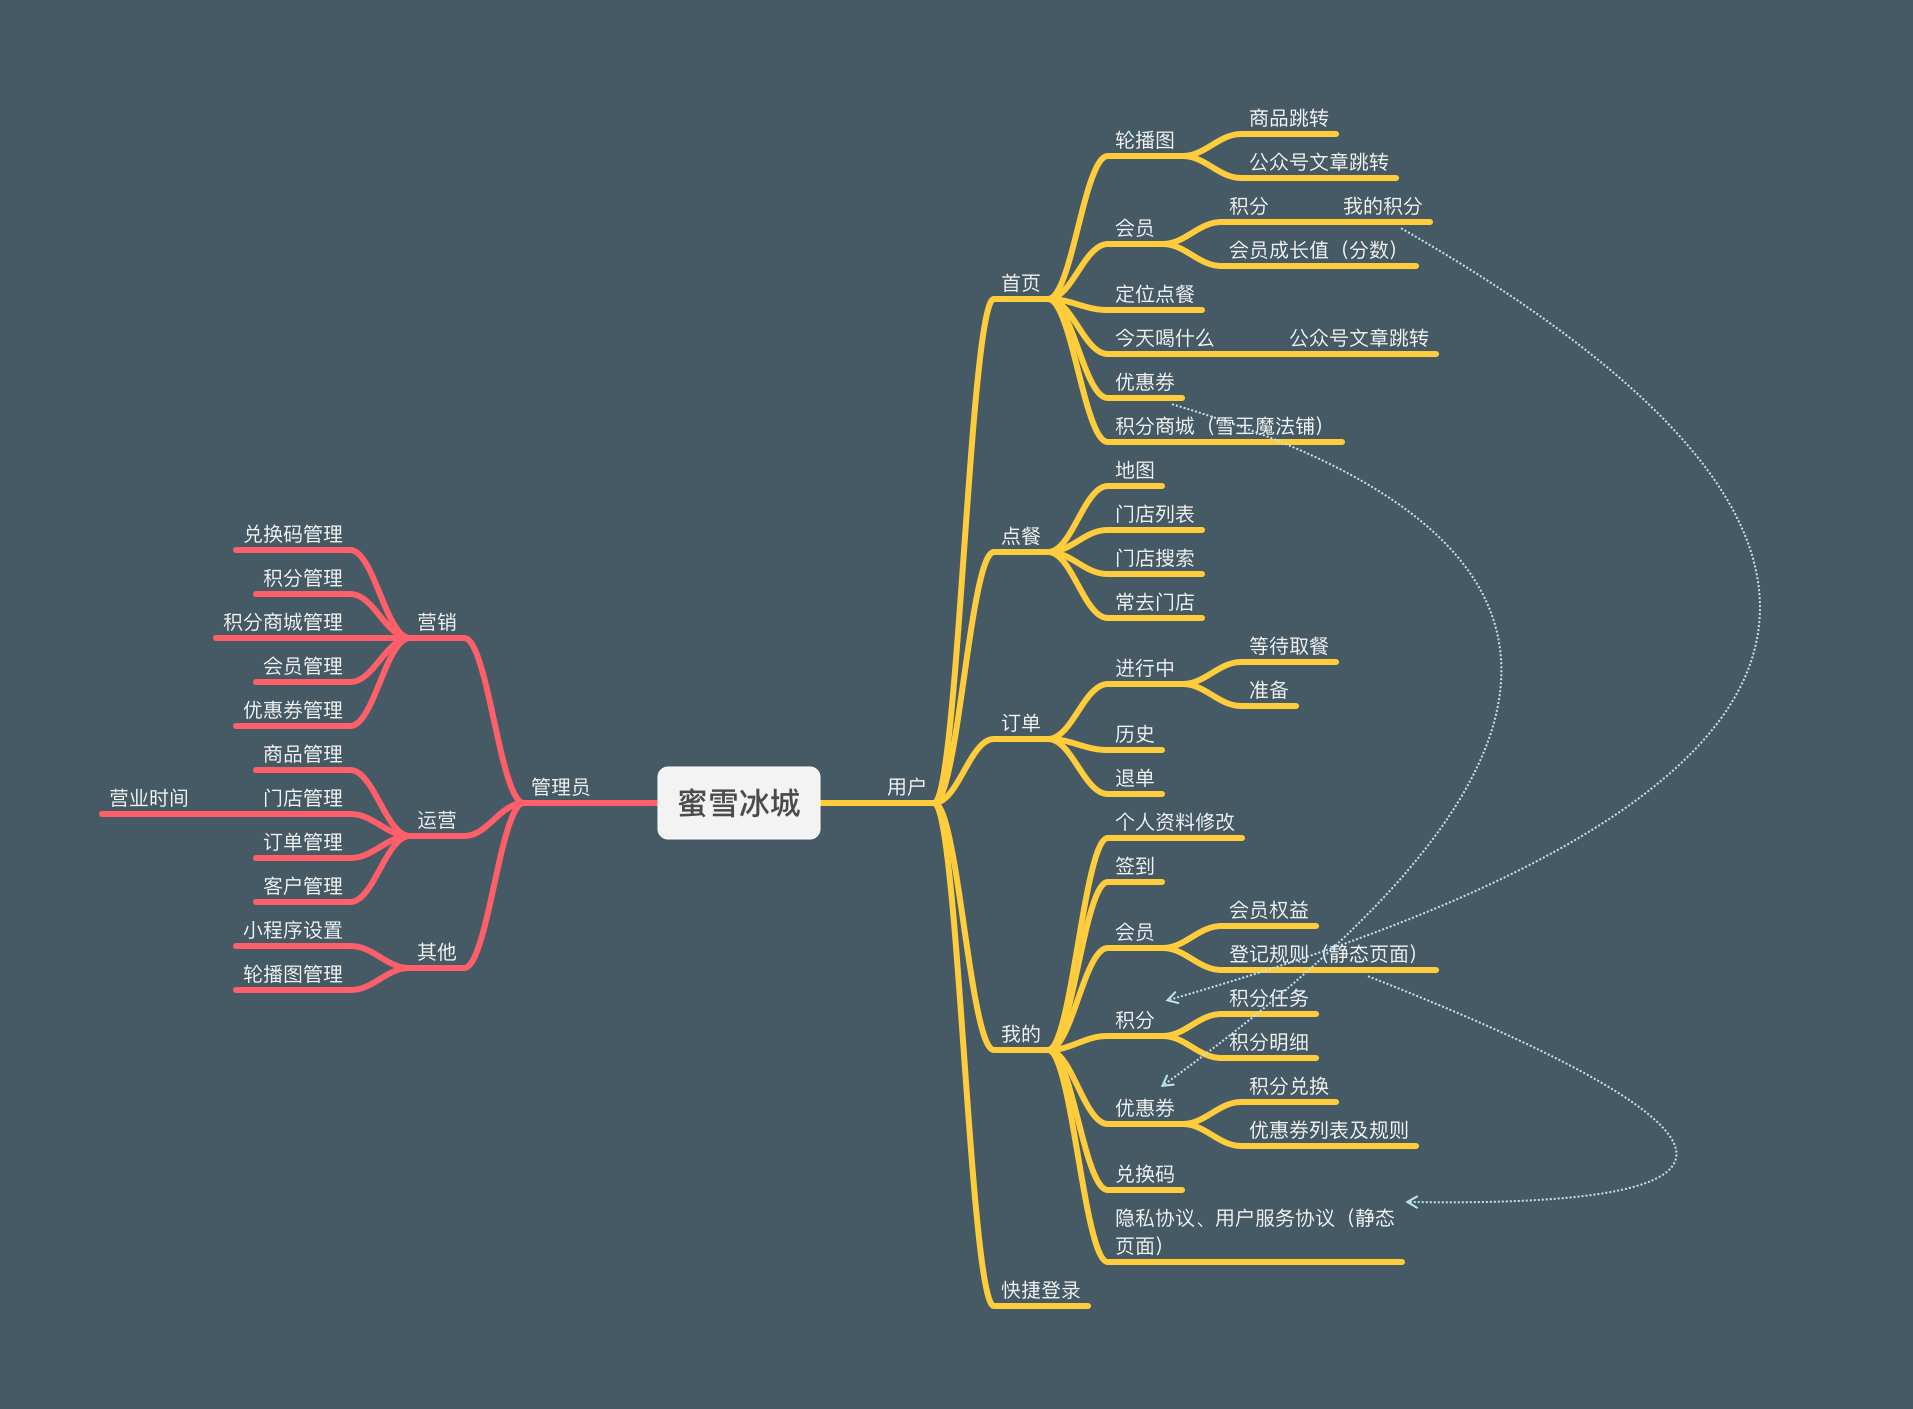 蜜雪冰城
用户
首页
轮播图
商品跳转
公众号文章跳转
会员
积分
我的积分
会员成长值（分数）
定位点餐
今天喝什么
公众号文章跳转
优惠券
积分商城（雪王魔法铺）
点餐
地图
门店列表
门店搜索
常去门店
订单
进行中
等待取餐
准备
历史
退单
我的
个人资料修改
签到
会员
会员权益
登记规则（静态页面）
积分
积分任务
积分明细
优惠券
积分兑换
优惠券列表及规则
兑换码
隐私协议、用户服务协议（静态
页面）
快捷登录
管理员
营销
兑换码管理
积分管理
积分商城管理
会员管理
优惠券管理
运营
商品管理
门店管理
营业时间
订单管理
客户管理
其他
小程序设置
轮播图管理